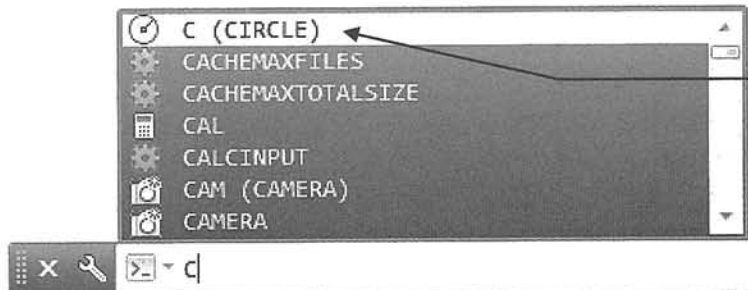 C (CIRCLE)
CACHEMAXFILES
CACHEMAXTOTALSIZE
CAL
CALCINPUT
CAM (CAMERA)
CAMERA
C